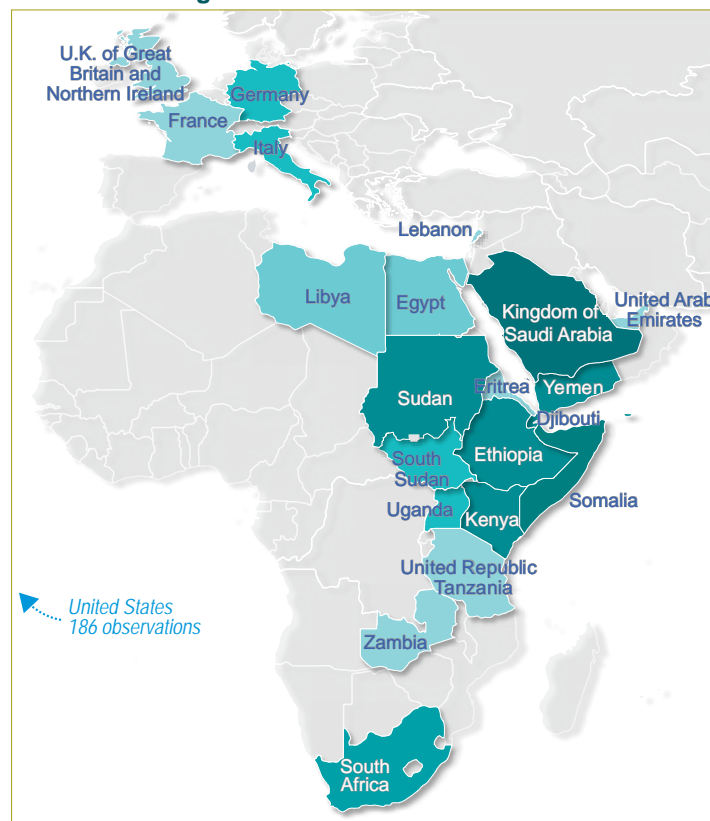 U.K. of Great
Britain and
Northern Ireland
Germany
France
Italy
Lebanon
Libya
Egypt
Kingdom of
Saudi Arabia
United Arab
Emirates
Eritrea
Yemen
Sudan
Djibouti
Ethiopia
South
Sudan
Somalia
Uganda
Kenya
United Republic
Tanzania
United States
186 observations
Zambia
South
Africa